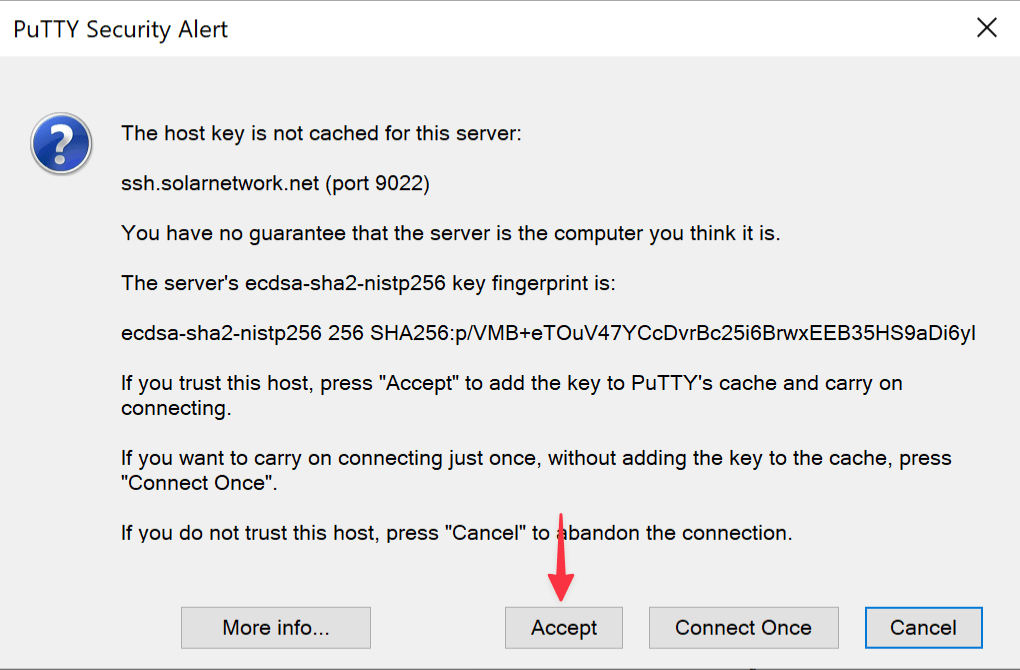 PuTTY Security Alert
The host key is not cached for this server:
ssh.solarnetwork.net (port 9022)
You have no guarantee that the server is the computer you think it is.
The server's ecdsa-sha2-nistp256 key fingerprint is:
ecdsa-sha2-nistp256 256 SHA256:p/VMB+eTOuV47YCcDvrBc25i6BrwxEEB35HS9aDi6yI
If you trust this host, press "Accept" to add the key to PuTTY's cache and carry on
connecting.
If you want to carry on connecting just once, without adding the key to the cache, press
"Connect Once".
If you do not trust this host, press "Cancel" to abandon the connection.
More info...
Accept
Connect Once
Cancel